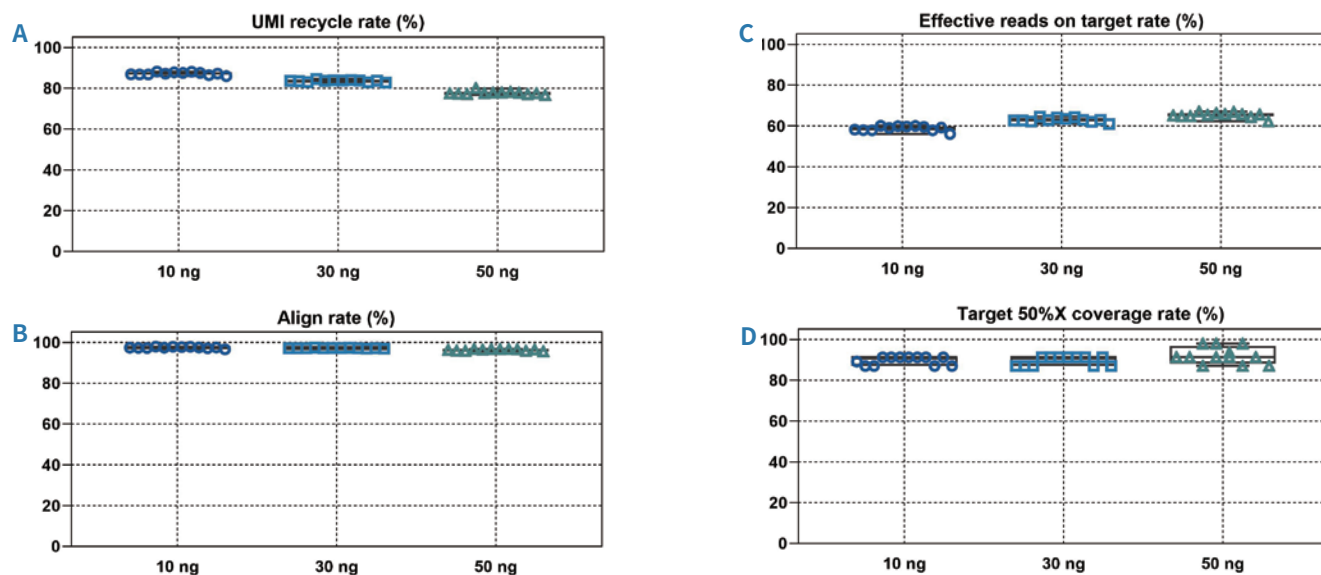 A
UMI recycle rate (%)
100
80
60
40
20
0
10 ng 30 ng 50 ng
B
Align rate (%)
100
80
60
40
20
0
10 ng 30 ng 50 ng
C
Effective reads on target rate (%)
100
80
60
40
20
0
10 ng 30 ng 50 ng
D
Target 50%X coverage rate (%)
100
80
60
40
20
0
10 ng 30 ng 50 ng